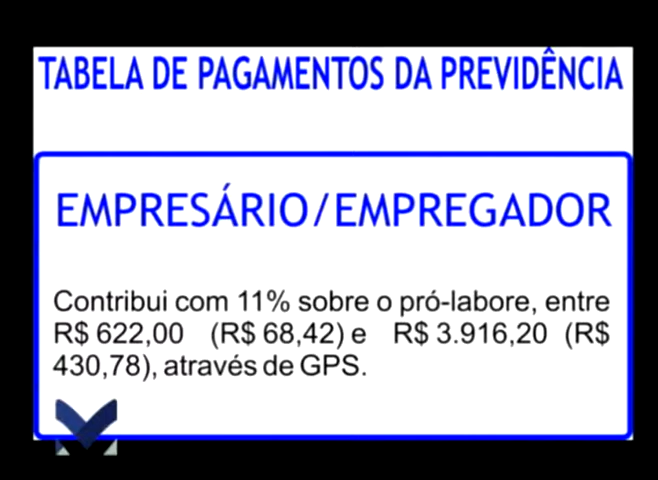 TABELA DE PAGAMENTOS DA PREVIDÊNCIA
EMPRESÁRIO/EMPREGADOR
Contribui com 11% sobre o pró-labore, entre
R$ 622,00 (R$ 68,42) e R$ 3.916,20 (R$
430,78), através de GPS.